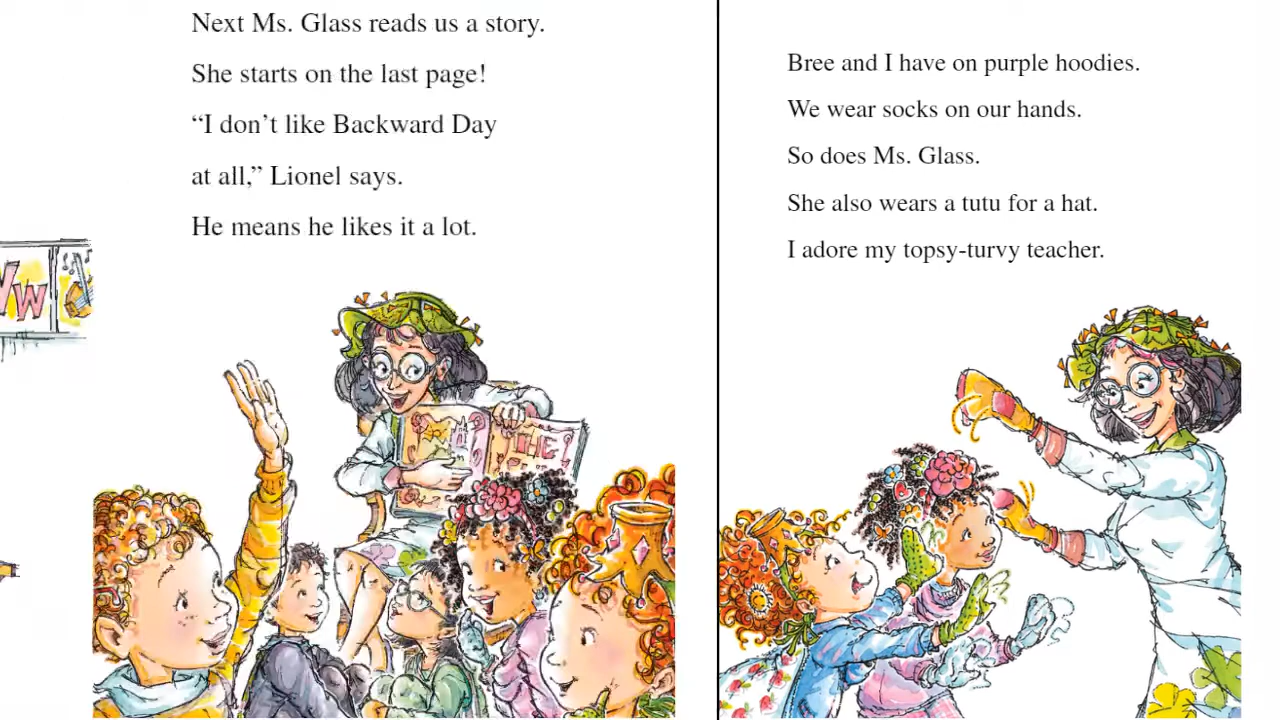 Next Ms. Glass reads us a story.
She starts on the last page!
“I don’t like Backward Day
at all,” Lionel says.
He means he likes it a lot.
Ww
Bree and I have on purple hoodies.
We wear socks on our hands.
So does Ms. Glass.
She also wears a tutu for a hat.
I adore my topsy-turvy teacher.